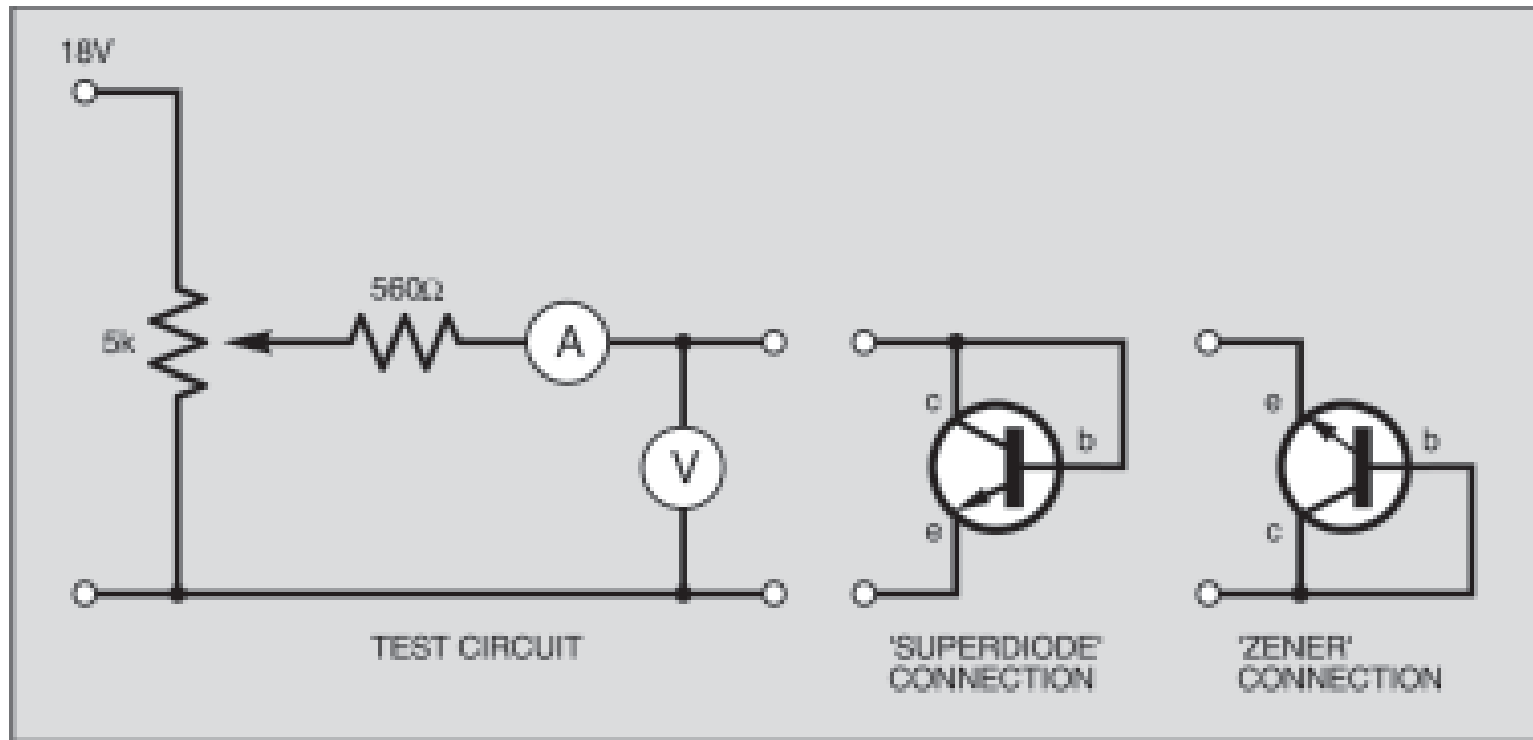 18V
5k
560Ω
A
V
TEST CIRCUIT
c
b
e
'SUPERDIODE'
CONNECTION
e
b
c
'ZENER'
CONNECTION